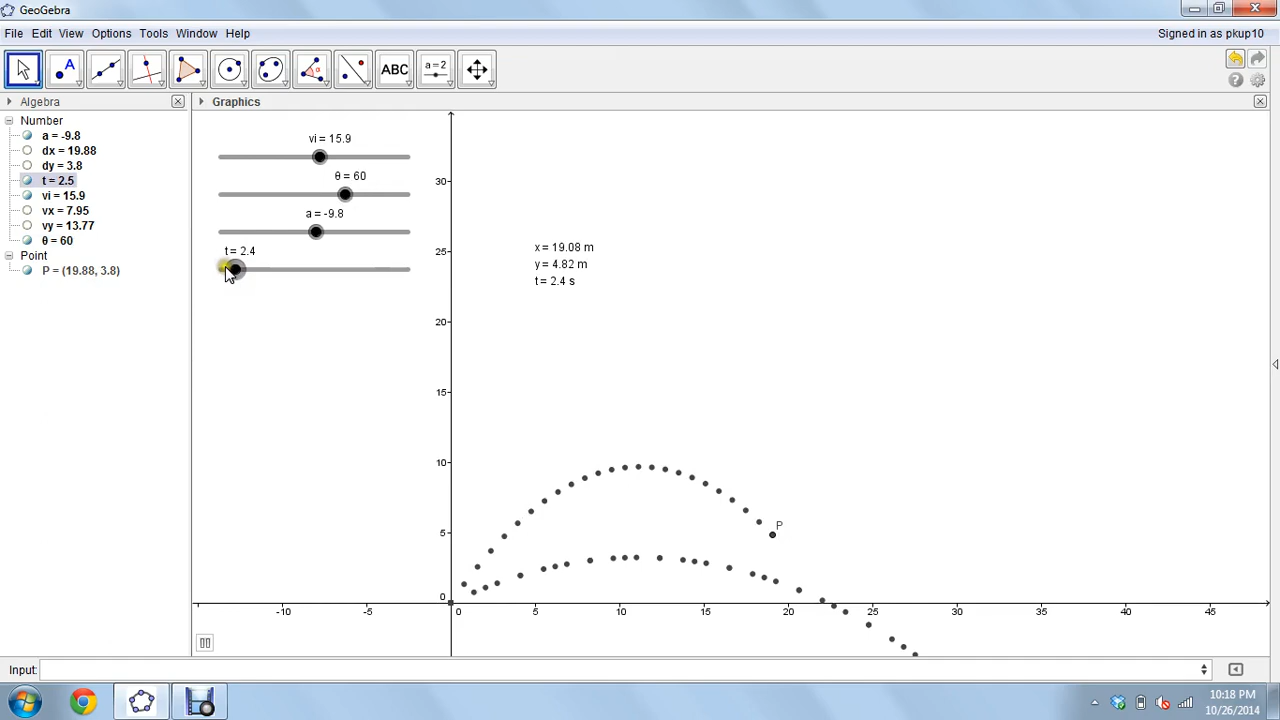 GeoGebra
File Edit View Options Tools Window Help
Signed in as pkup10
ABC
a = 2
Algebra
Graphics
Number
a = -9.8
dx = 19.88
dy = 3.8
t = 2.5
vi = 15.9
vx = 7.95
vy = 13.77
θ = 60
Point
P = (19.88, 3.8)
vi = 15.9
θ = 60
a = -9.8
t = 2.4
x = 19.08 m
y = 4.82 m
t = 2.4 s
30
25
20
15
10
5
0
P
-10 -5 0 5 10 15 20 25 30 35 40 45
Input:
10:18 PM
10/26/2014